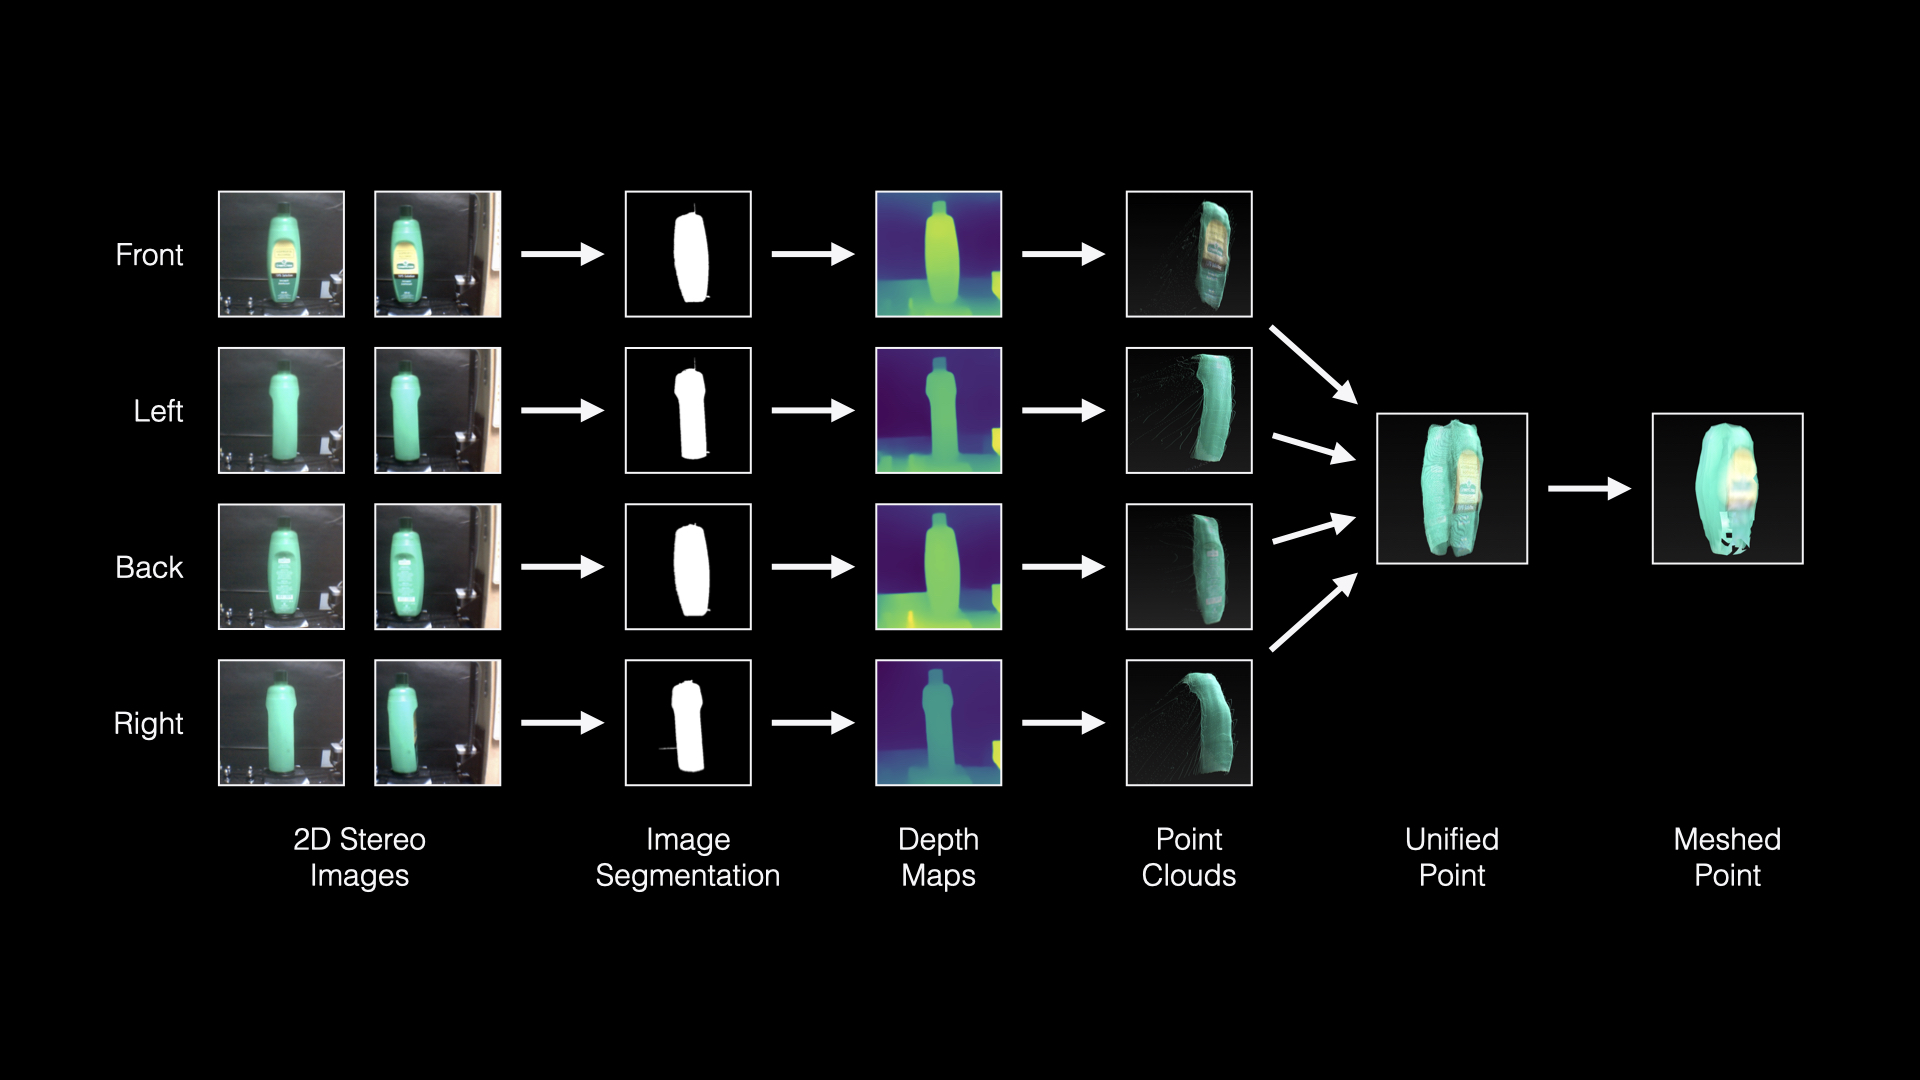 Front
Left
Back
Right
2D Stereo
Images
Image
Segmentation
Depth
Maps
Point
Clouds
Unified
Point
Meshed
Point